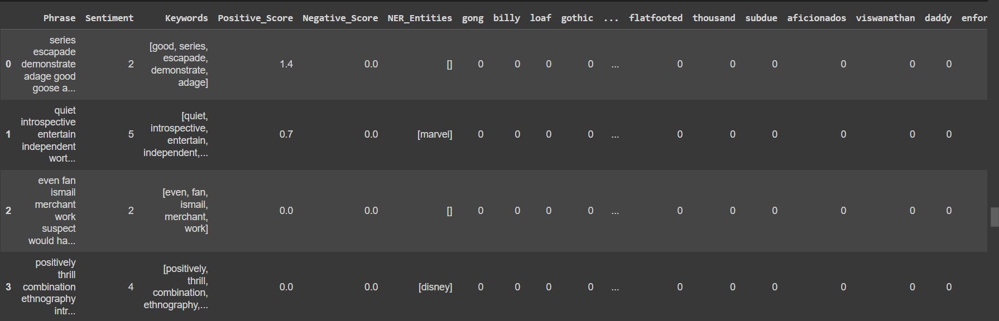 Phrase Sentiment Keywords Positive_Score Negative_Score NER_Entities gong billy loaf gothic ... flatfooted thousand subdue aficionados viswanathan daddy enfor
series
escapade
demonstrate
adage good
goose a...
0
2
[good, series,
escapade,
demonstrate,
adage]
1.4 0.0 [] 0 0 0 0 ... 0 0 0 0 0 0
quiet
introspective
entertain
independent
wort...
1
5
[quiet,
introspective,
entertain,
independent,...
0.7 0.0 [marvel] 0 0 0 0 ... 0 0 0 0 0 0
even fan
ismail
merchant
work
suspect
would ha...
2
2
[even, fan,
ismail,
merchant,
work]
0.0 0.0 [] 0 0 0 0 ... 0 0 0 0 0 0
positively
thrill
combination
ethnography
intr...
3
4
[positively,
thrill,
combination,
ethnography,...
0.0 0.0 [disney] 0 0 0 0 ... 0 0 0 0 0 0